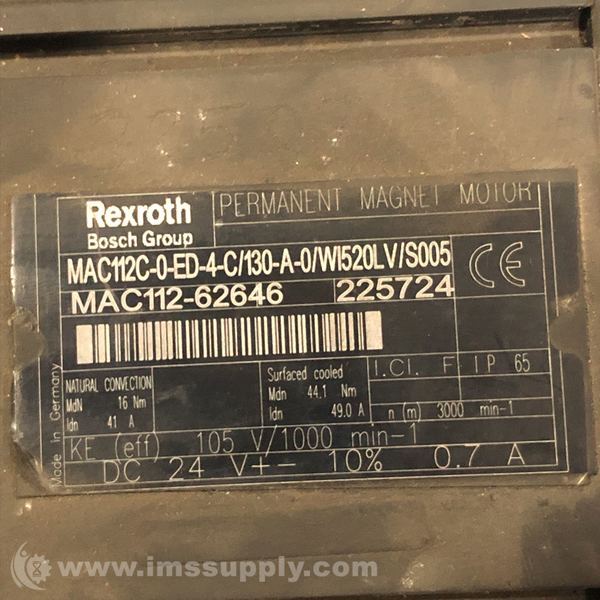 Rexroth
Bosch Group
PERMANENT MAGNET MOTOR
MAC112C-0-ED-4-C/130-A-0/WI520LV/S005
MAC112-62646 225724
CE
NATURAL CONVECTION
MdN 16 Nm
Idn 41 A
Surfaced cooled
Mdn 44.1 Nm
Idn 49.0 A
I.Cl. F
IP 65
n (m) 3000 min-1
KE (eff) 105 V/1000 min-1
DC 24 V+- 10% 0.7 A
Made in Germany
www.imssupply.com